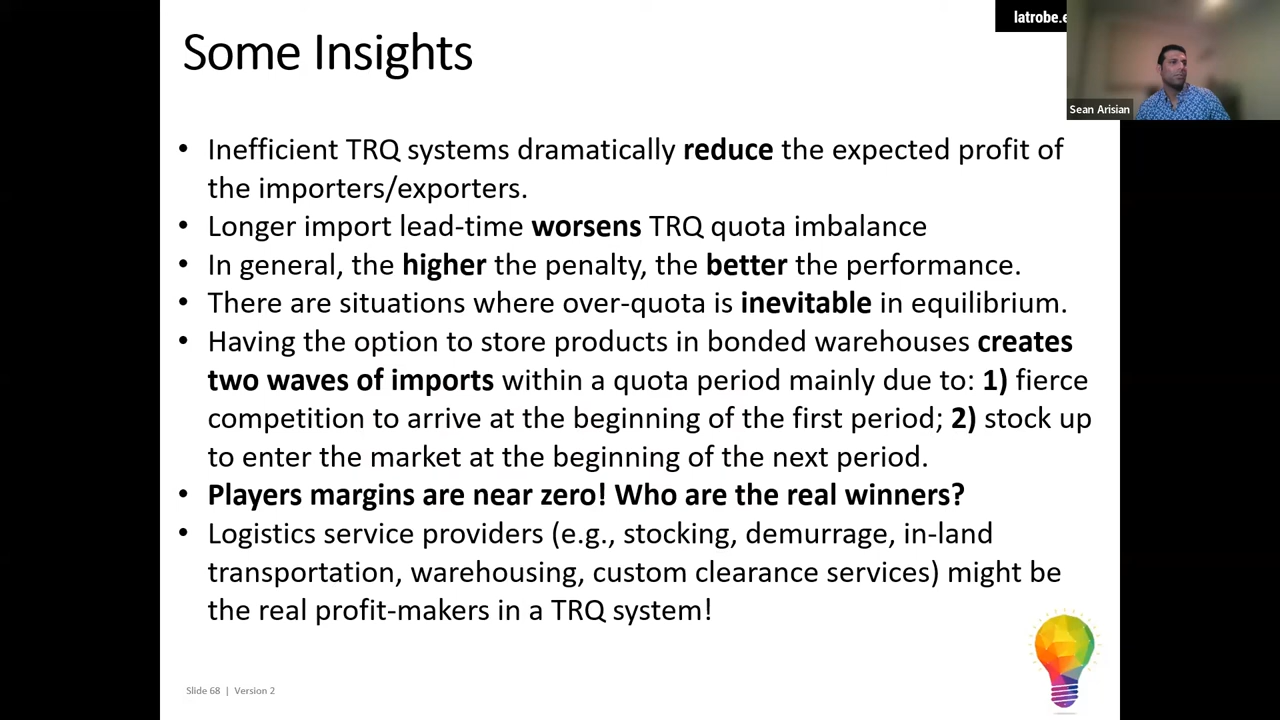 Some Insights
latrobe.e
Sean Arisian
• Inefficient TRQ systems dramatically reduce the expected profit of
the importers/exporters.
• Longer import lead-time worsens TRQ quota imbalance
• In general, the higher the penalty, the better the performance.
• There are situations where over-quota is inevitable in equilibrium.
• Having the option to store products in bonded warehouses creates
two waves of imports within a quota period mainly due to: 1) fierce
competition to arrive at the beginning of the first period; 2) stock up
to enter the market at the beginning of the next period.
• Players margins are near zero! Who are the real winners?
• Logistics service providers (e.g., stocking, demurrage, in-land
transportation, warehousing, custom clearance services) might be
the real profit-makers in a TRQ system!
Slide 68 | Version 2